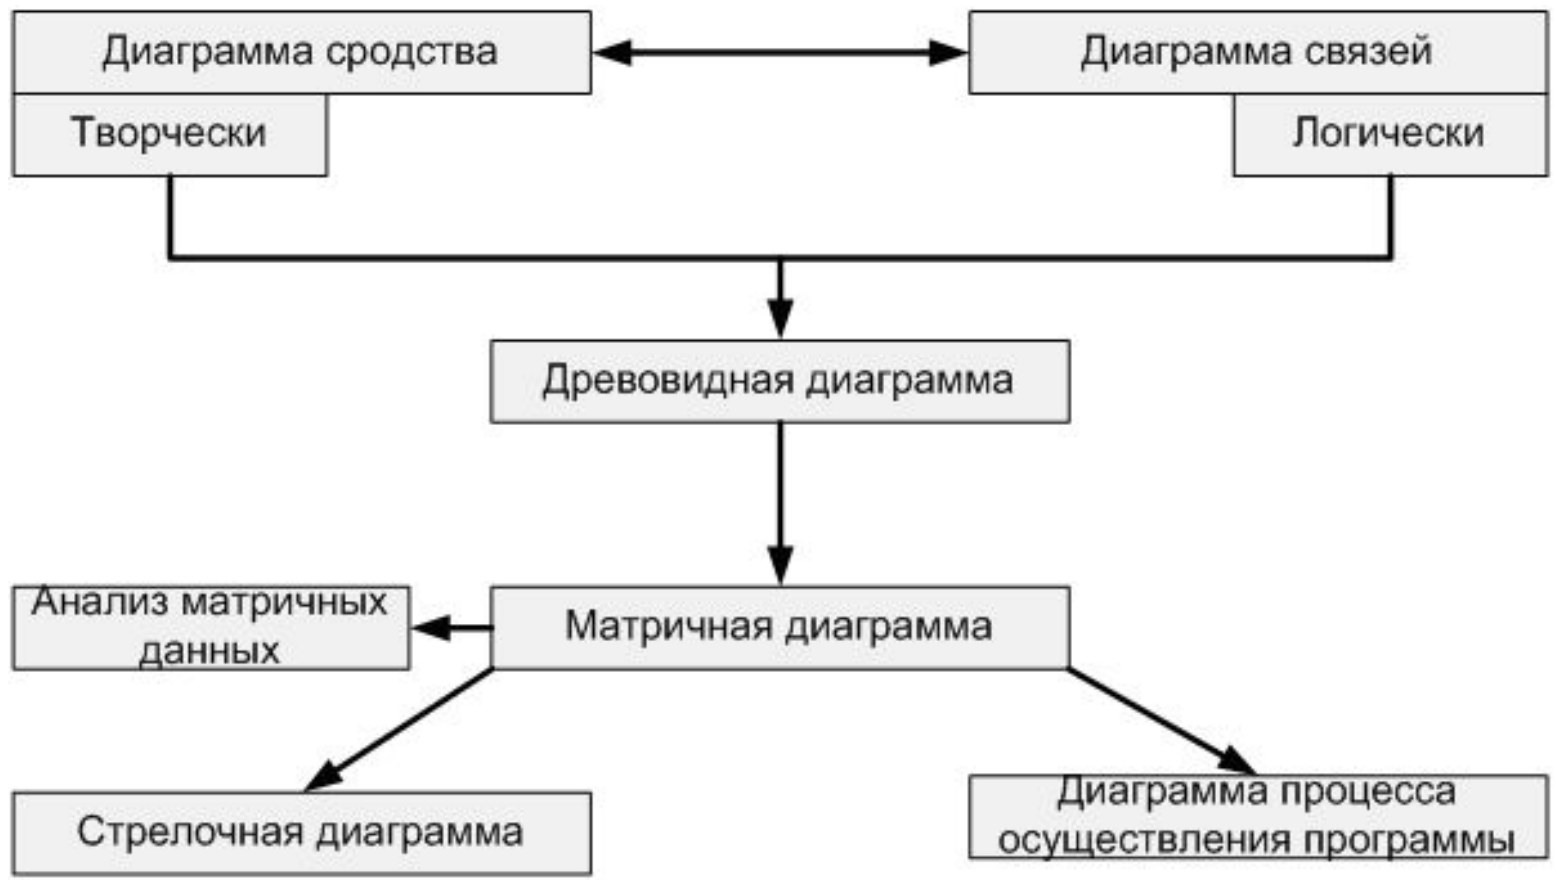 Диаграмма сродства
Диаграмма связей
Творчески
Логически
Древовидная диаграмма
Анализ матричных
данных
Матричная диаграмма
Стрелочная диаграмма
Диаграмма процесса
осуществления программы